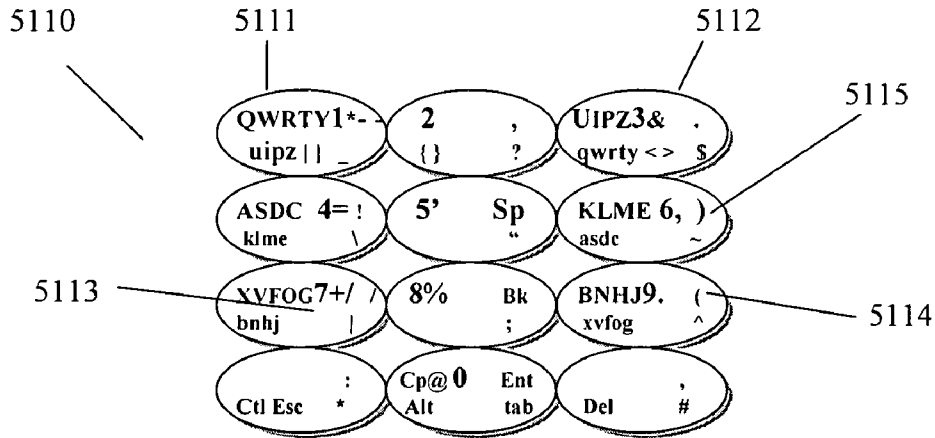 5110 5111 5112
5115
QWRTY1*- - 2 , UIPZ3& .
uipz | } _ { } ? qwrty < > $
ASDC 4= ! 5’ Sp KLME 6, )
klme \ “ asdc ~
5113 XVFOG7+/ / 8% Bk BNHJ9. ( 5114
bnhj | ; xvfog ^
: Cp@ 0 Ent ,
Ctl Esc * Alt tab Del #